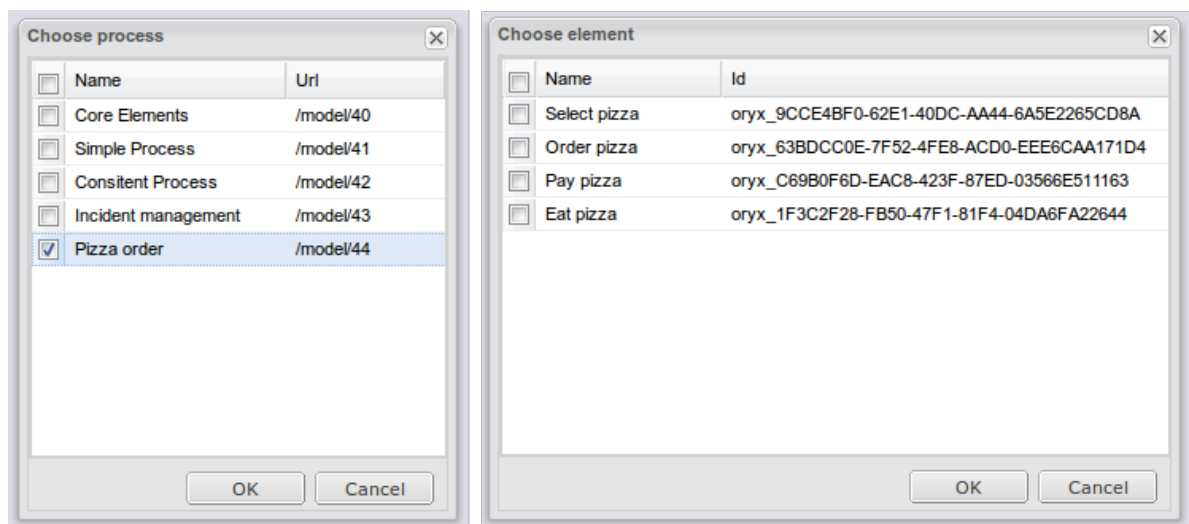 Choose process
Name Url
Core Elements /model/40
Simple Process /model/41
Consitent Process /model/42
Incident management /model/43
Pizza order /model/44
OK Cancel
Choose element
Name Id
Select pizza oryx_9CCE4BF0-62E1-40DC-AA44-6A5E2265CD8A
Order pizza oryx_63BDCC0E-7F52-4FE8-ACD0-EEE6CAA171D4
Pay pizza oryx_C69B0F6D-EAC8-423F-87ED-03566E511163
Eat pizza oryx_1F3C2F28-FB50-47F1-81F4-04DA6FA22644
OK Cancel